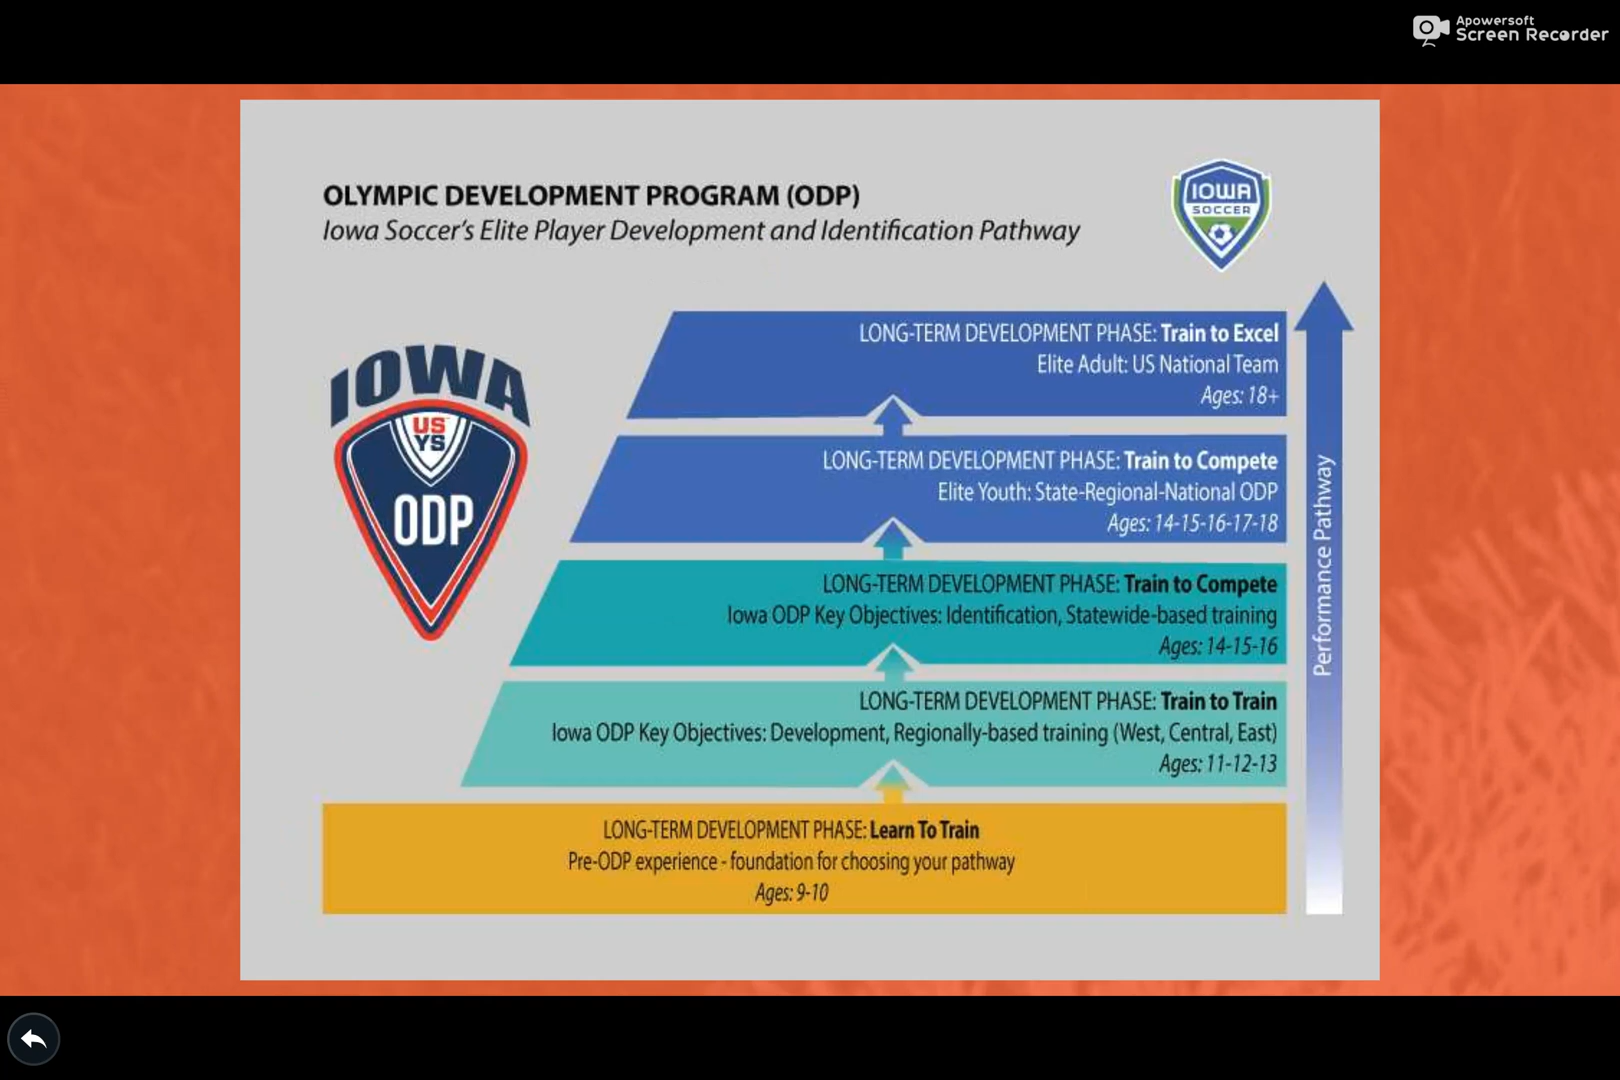 Apowersoft
Screen Recorder
OLYMPIC DEVELOPMENT PROGRAM (ODP)
Iowa Soccer's Elite Player Development and Identification Pathway
IOWA
SOCCER
IOWA
US
YS
ODP
LONG-TERM DEVELOPMENT PHASE: Train to Excel
Elite Adult: US National Team
Ages: 18+
LONG-TERM DEVELOPMENT PHASE: Train to Compete
Elite Youth: State-Regional-National ODP
Ages: 14-15-16-17-18
LONG-TERM DEVELOPMENT PHASE: Train to Compete
Iowa ODP Key Objectives: Identification, Statewide-based training
Ages: 14-15-16
LONG-TERM DEVELOPMENT PHASE: Train to Train
Iowa ODP Key Objectives: Development, Regionally-based training (West, Central, East)
Ages: 11-12-13
LONG-TERM DEVELOPMENT PHASE: Learn To Train
Pre-ODP experience - foundation for choosing your pathway
Ages: 9-10
Performance Pathway